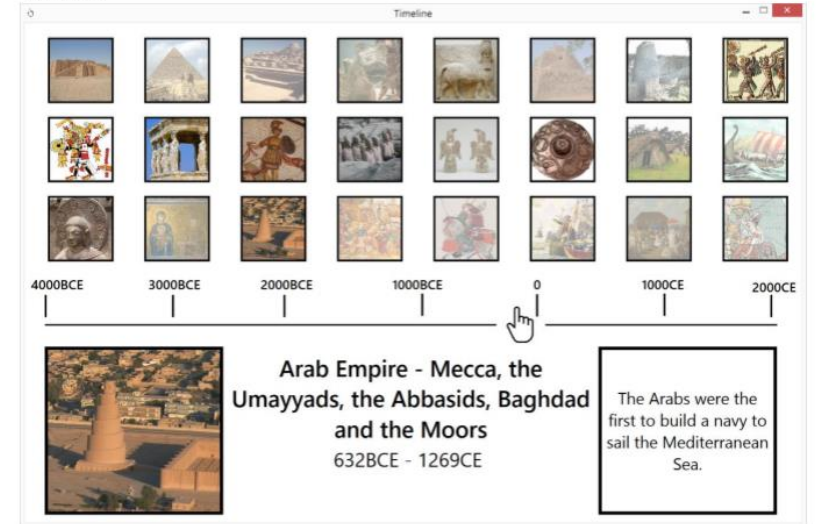 Timeline
4000BCE 3000BCE 2000BCE 1000BCE 0 1000CE 2000CE
Arab Empire - Mecca, the
Umayyads, the Abbasids, Baghdad
and the Moors
632BCE - 1269CE
The Arabs were the
first to build a navy to
sail the Mediterranean
Sea.